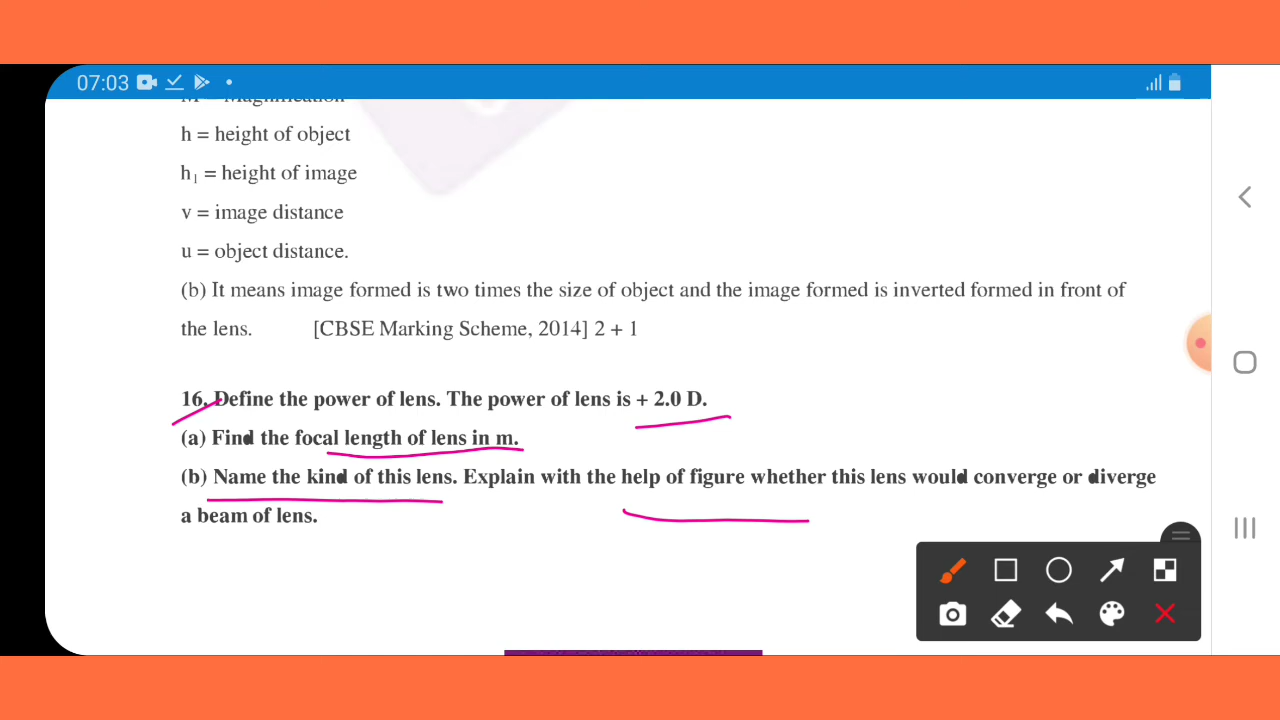 07:03
M = Magnification
h = height of object
h₁ = height of image
v = image distance
u = object distance.
(b) It means image formed is two times the size of object and the image formed is inverted formed in front of
the lens. [CBSE Marking Scheme, 2014] 2 + 1
16. Define the power of lens. The power of lens is + 2.0 D.
(a) Find the focal length of lens in m.
(b) Name the kind of this lens. Explain with the help of figure whether this lens would converge or diverge
a beam of lens.